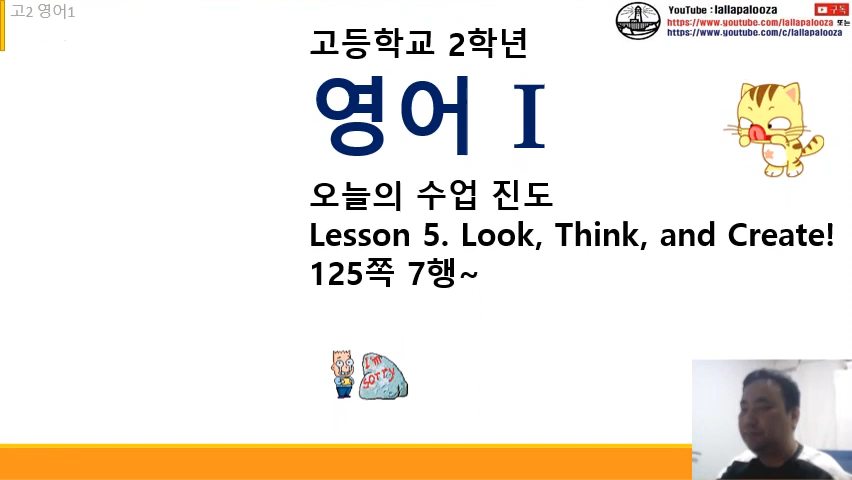 고2 영어1
YouTube : lallapalooza
구독
https://www.youtube.com/lallapalooza 또는
https://www.youtube.com/c/lallapalooza
고등학교 2학년
영어 I
오늘의 수업 진도
Lesson 5. Look, Think, and Create!
125쪽 7행~
I'm
sorry